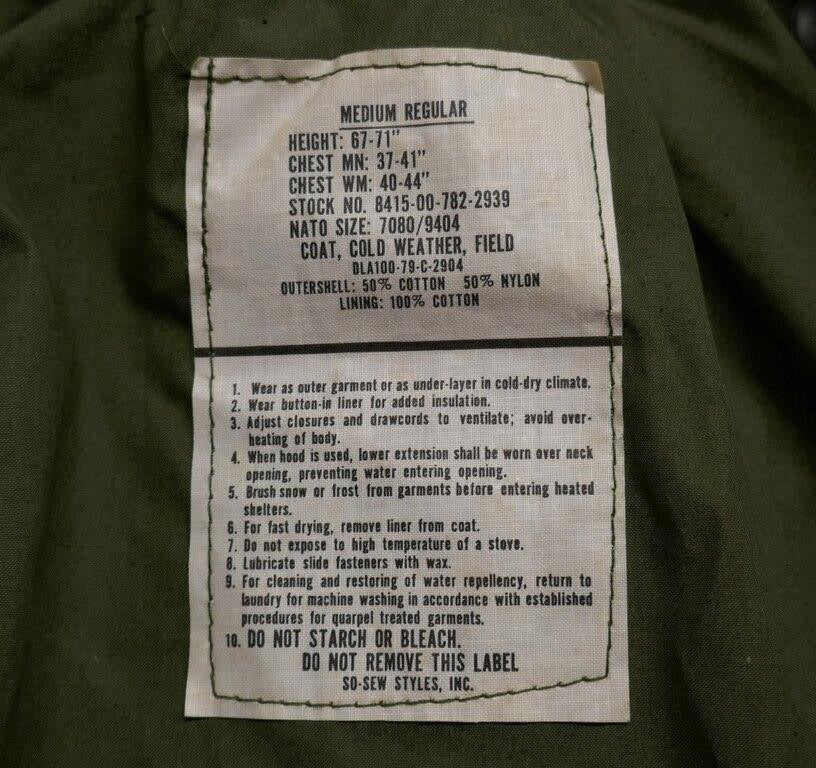 MEDIUM REGULAR
HEIGHT: 67-71"
CHEST MN: 37-41"
CHEST WM: 40-44"
STOCK NO. 8415-00-782-2939
NATO SIZE: 7080/9404
COAT, COLD WEATHER, FIELD
DLA100-79-C-2904
OUTERSHELL: 50% COTTON 50% NYLON
LINING: 100% COTTON
1. Wear as outer garment or as under-layer in cold-dry climate.
2. Wear button-in liner for added insulation.
3. Adjust closures and drawcords to ventilate; avoid over-
heating of body.
4. When hood is used, lower extension shall be worn over neck
opening, preventing water entering opening.
5. Brush snow or frost from garments before entering heated
shelters.
6. For fast drying, remove liner from coat.
7. Do not expose to high temperature of a stove.
8. Lubricate slide fasteners with wax.
9. For cleaning and restoring of water repellency, return to
laundry for machine washing in accordance with established
procedures for quarpel treated garments.
10. DO NOT STARCH OR BLEACH.
DO NOT REMOVE THIS LABEL
SO-SEW STYLES, INC.